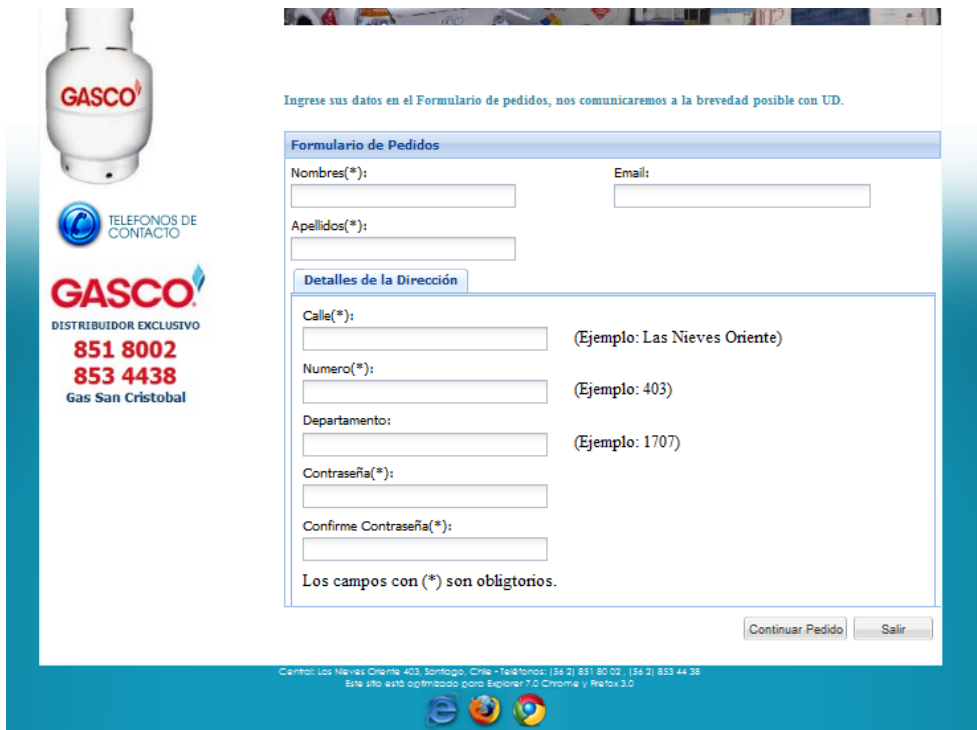 GASCO
Ingrese sus datos en el Formulario de pedidos, nos comunicaremos a la brevedad posible con UD.
TELEFONOS DE
CONTACTO
GASCO
DISTRIBUIDOR EXCLUSIVO
851 8002
853 4438
Gas San Cristobal
Formulario de Pedidos
Nombres(*):
Email:
Apellidos(*):
Detalles de la Dirección
Calle(*):
(Ejemplo: Las Nieves Oriente)
Numero(*):
(Ejemplo: 403)
Departamento:
(Ejemplo: 1707)
Contraseña(*):
Confirme Contraseña(*):
Los campos con (*) son obligtorios.
Continuar Pedido
Salir
Central: Las Nieves Oriente 403, Santiago, Chile - Teléfonos: (56 2) 851 80 02 , (56 2) 853 44 38
Este sitio está optimizado para Explorer 7.0 Chrome y Firefox 3.0